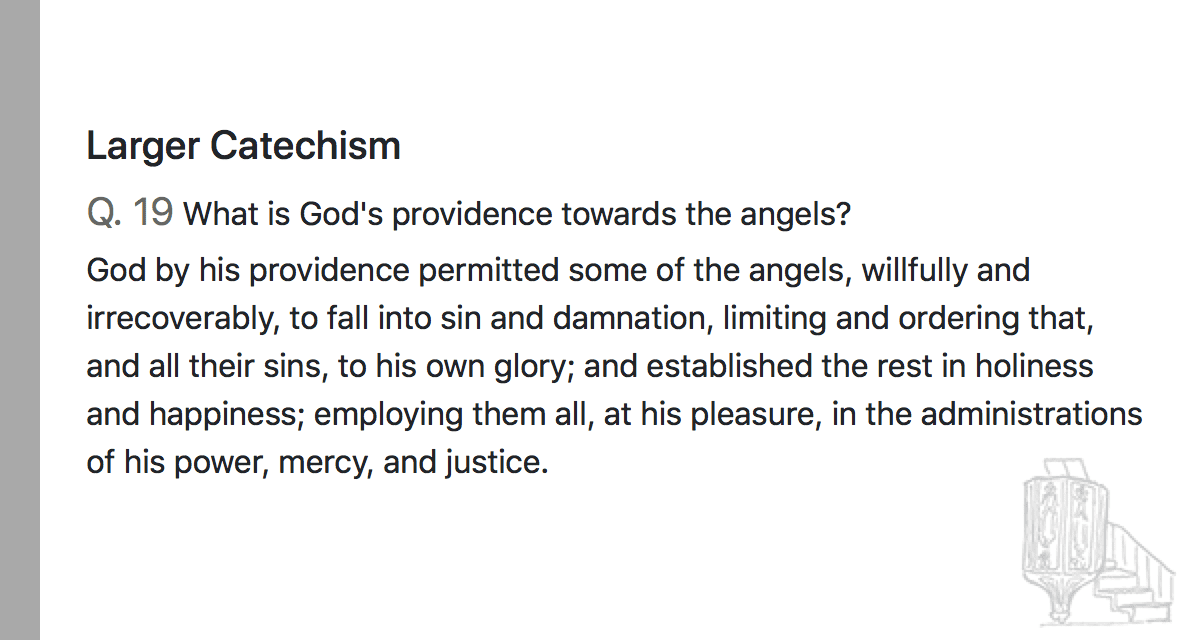 Larger Catechism
Q. 19 What is God's providence towards the angels?
God by his providence permitted some of the angels, willfully and
irrecoverably, to fall into sin and damnation, limiting and ordering that,
and all their sins, to his own glory; and established the rest in holiness
and happiness; employing them all, at his pleasure, in the administrations
of his power, mercy, and justice.